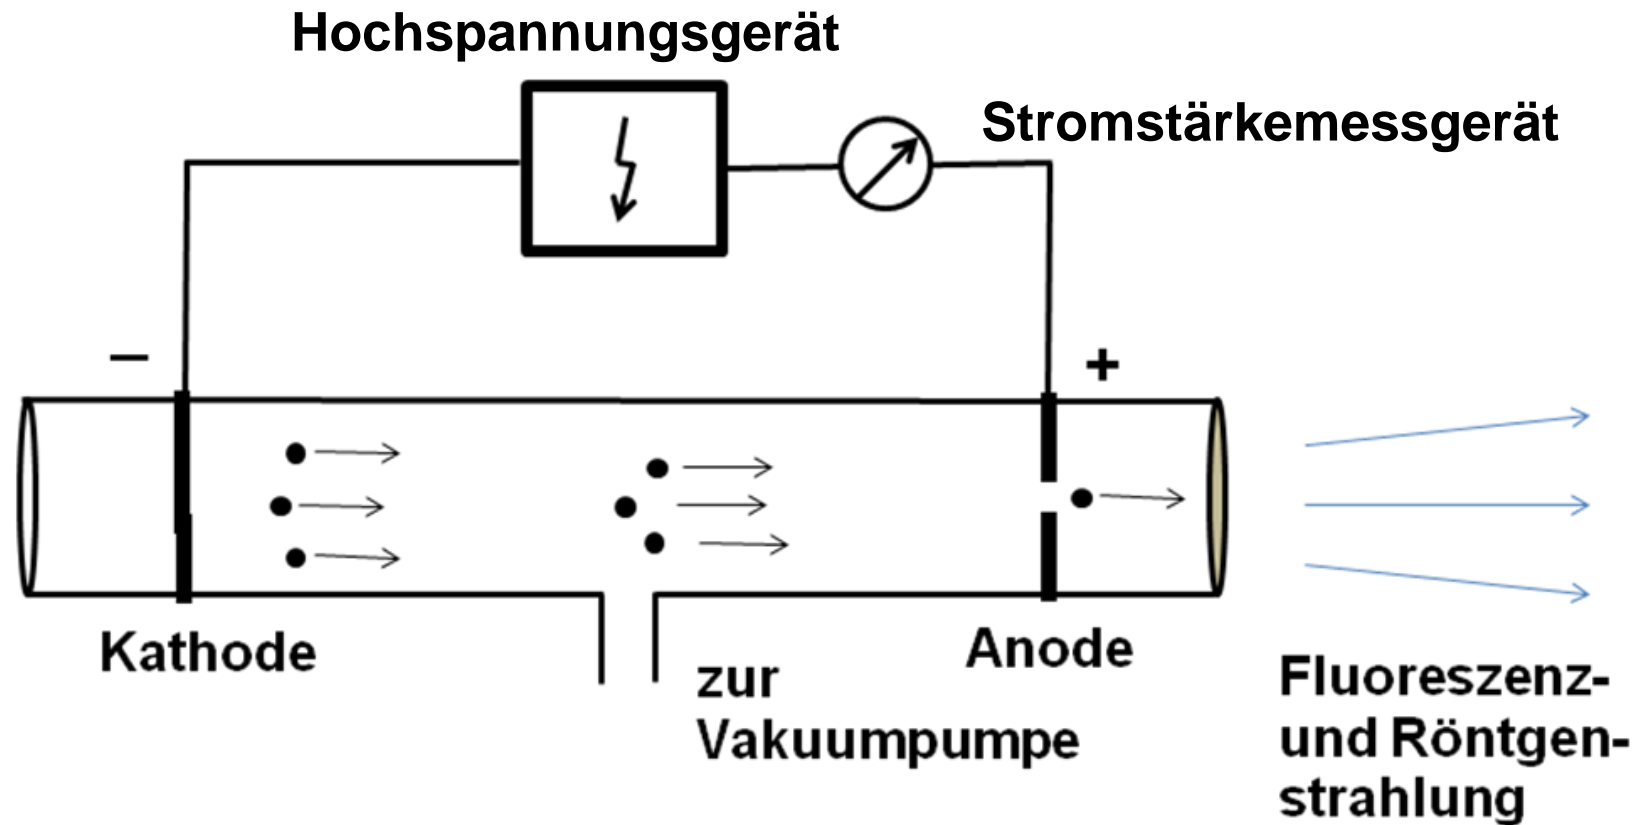 Hochspannungsgerät
Stromstärkemessgerät
–
+
Kathode
zur
Vakuumpumpe
Anode
Fluoreszenz-
und Röntgen-
strahlung